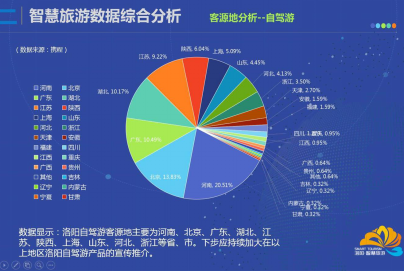 智慧旅游数据综合分析
客源地分析--自驾游
（数据来源：携程）
陕西, 6.04%
上海, 5.09%
江苏, 9.22%
山东, 4.45%
河北, 4.13%
浙江, 3.50%
天津, 2.70%
安徽, 1.59%
福建, 1.59%
湖北, 10.17%
广东, 10.49%
北京, 13.83%
河南, 20.51%
四川, 1.
0.95%
江西, 0.95%
广西, 0.64%
贵州, 0.64%
其他, 0.64%
吉林, 0.32%
辽宁, 0.32%
内蒙古, 0.32%
宁夏, 0.32%
甘肃, 0.32%
河南 北京
广东 湖北
江苏 陕西
上海 山东
河北 浙江
天津 安徽
福建 四川
江西 重庆
广西 贵州
其他 吉林
辽宁 内蒙古
宁夏 甘肃
数据显示：洛阳自驾游客源地主要为河南、北京、广东、湖北、江
苏、陕西、上海、山东、河北、浙江等省、市。下步应持续加大在以
上地区洛阳自驾游产品的宣传推介。
洛阳 智慧旅游